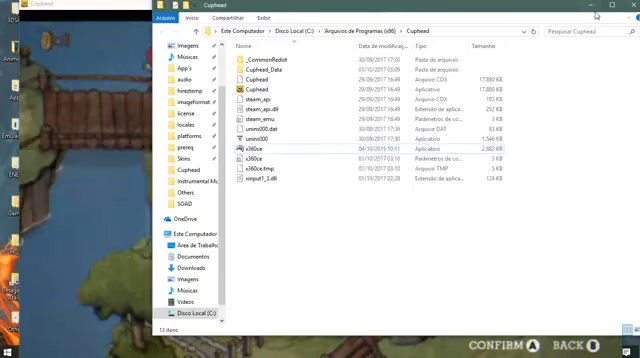 Cuphead
Cuphead
Arquivo Início Compartilhar Exibir
Este Computador > Disco Local (C:) > Arquivos de Programas (x86) > Cuphead
Pesquisar Cuphead
Nome Data de modificaç... Tipo Tamanho
_CommonRedist 30/09/2017 17:30 Pasta de arquivos
Cuphead_Data 01/10/2017 03:09 Pasta de arquivos
Cuphead 29/09/2017 16:49 Arquivo CDX 17.880 KB
Cuphead 29/09/2017 16:49 Aplicativo 17.880 KB
steam_api 29/09/2017 16:49 Arquivo CDX 183 KB
steam_api.dll 29/09/2017 16:49 Extensão de aplica... 252 KB
steam_emu 29/09/2017 16:49 Parâmetros de co... 3 KB
unins000.dat 30/09/2017 17:36 Arquivo DAT 93 KB
unins000 30/09/2017 17:30 Aplicativo 1.546 KB
x360ce 04/10/2015 10:11 Aplicativo 2.882 KB
x360ce 01/10/2017 03:10 Parâmetros de co... 5 KB
x360ce.tmp 01/10/2017 03:10 Arquivo TMP 5 KB
xinput1_3.dll 01/10/2017 02:28 Extensão de aplica... 124 KB
Imagens
Músicas
App's
audio
hireztemp
imageformat
license
locales
platforms
prereq
Skins
Cuphead
Instrumental M
Others
SOAD
OneDrive
Este Computador
Área de Trabalho
Documentos
Downloads
Imagens
Músicas
Vídeos
Disco Local (C:)
13 itens
CONFIRM A BACK B